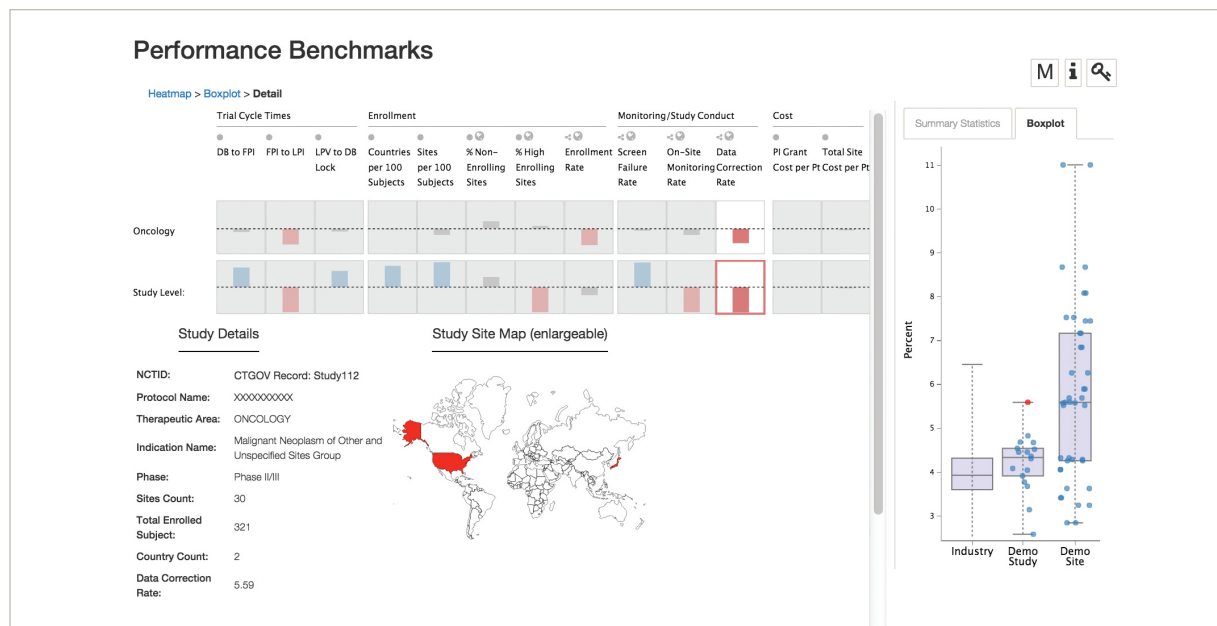 Performance Benchmarks
M i
Heatmap > Boxplot > Detail
Trial Cycle Times Enrollment Monitoring/Study Conduct Cost
DB to FPI FPI to LPI LPV to DB Countries Sites % Non- % High Enrollment Screen On-Site Data PI Grant Total Site
Lock per 100 per 100 Enrolling Enrolling Rate Failure Monitoring Correction Cost per Pt Cost per Pt
Subjects Subjects Sites Sites Rate Rate Rate
Oncology
Study Level:
Study Details
NCTID: CTGOV Record: Study112
Protocol Name: XXXXXXXXXX
Therapeutic Area: ONCOLOGY
Indication Name: Malignant Neoplasm of Other and
Unspecified Sites Group
Phase: Phase II/III
Sites Count: 30
Total Enrolled
Subject: 321
Country Count: 2
Data Correction
Rate: 5.59
Study Site Map (enlargeable)
Summary Statistics Boxplot
Percent
11
10
9
8
7
6
5
4
3
Industry Demo Demo
Study Site